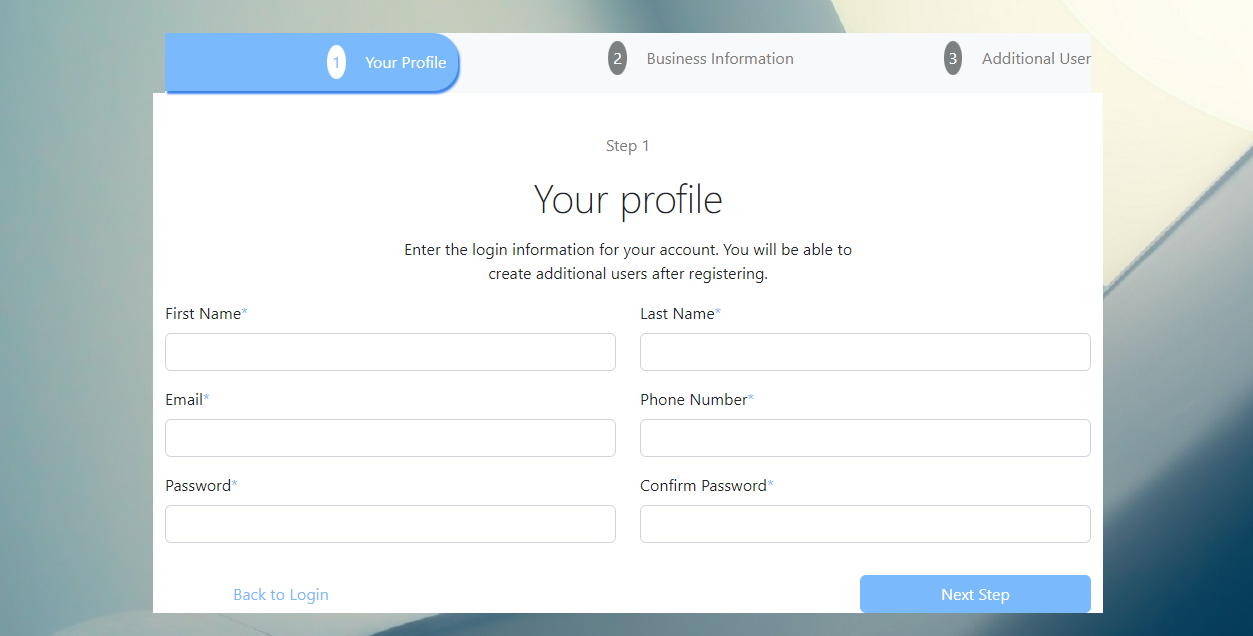 1 Your Profile 2 Business Information 3 Additional User
Step 1
Your profile
Enter the login information for your account. You will be able to
create additional users after registering.
First Name* Last Name*
Email* Phone Number*
Password* Confirm Password*
Back to Login Next Step